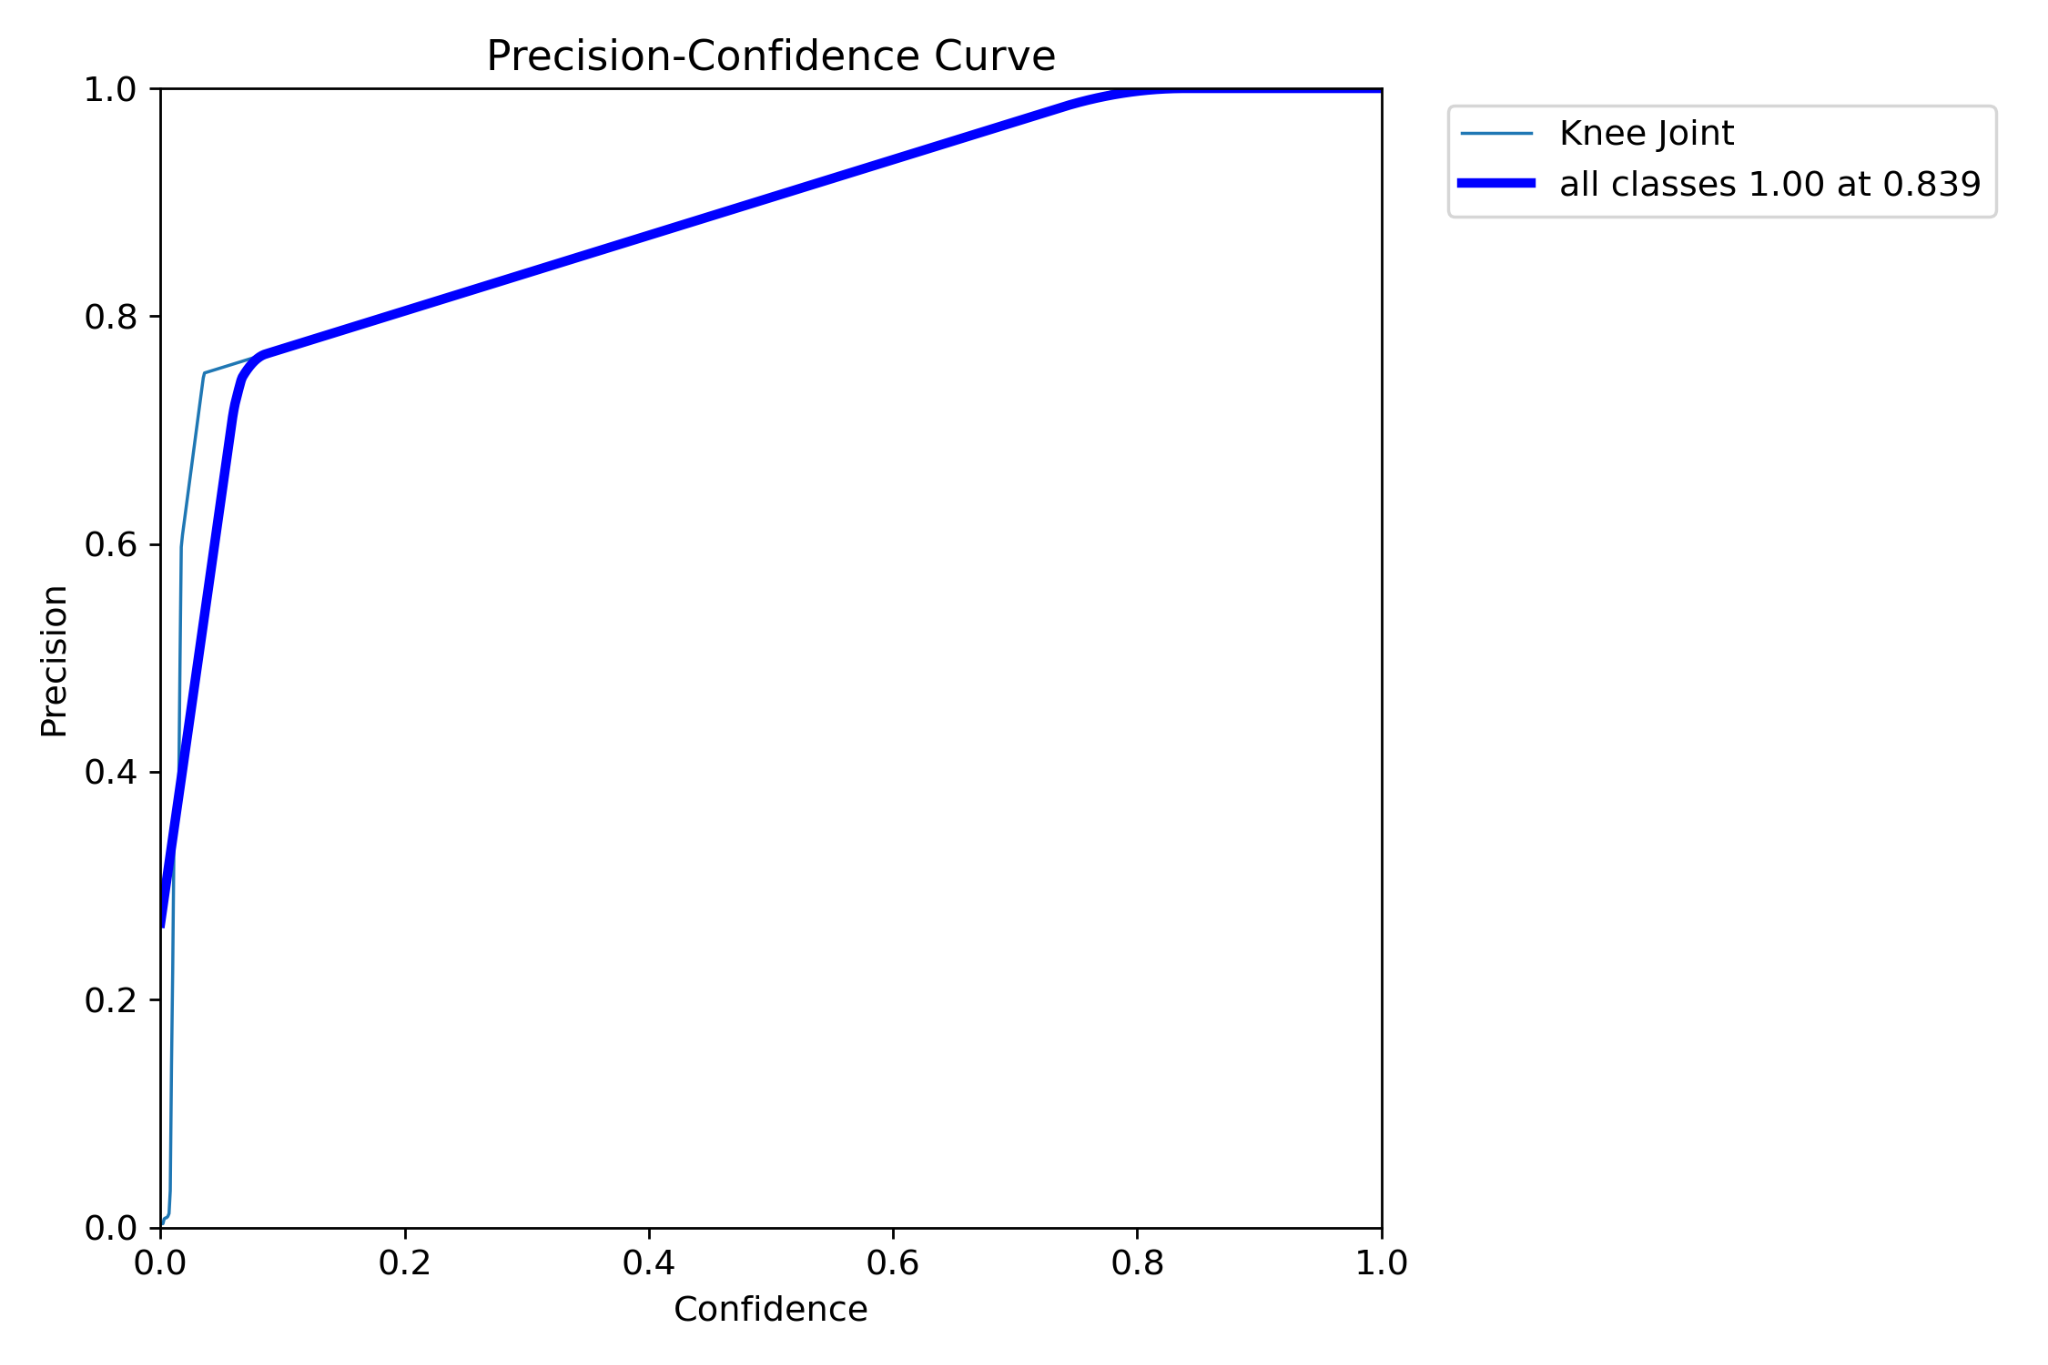 Precision-Confidence Curve
1.0
0.8
0.6
0.4
0.2
0.0
Precision
0.0 0.2 0.4 0.6 0.8 1.0
Confidence
Knee Joint
all classes 1.00 at 0.839